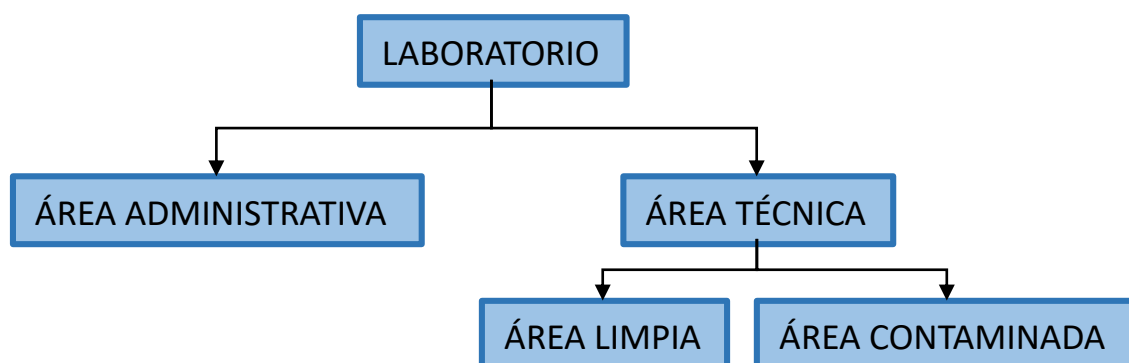 LABORATORIO
ÁREA ADMINISTRATIVA
ÁREA TÉCNICA
ÁREA LIMPIA
ÁREA CONTAMINADA